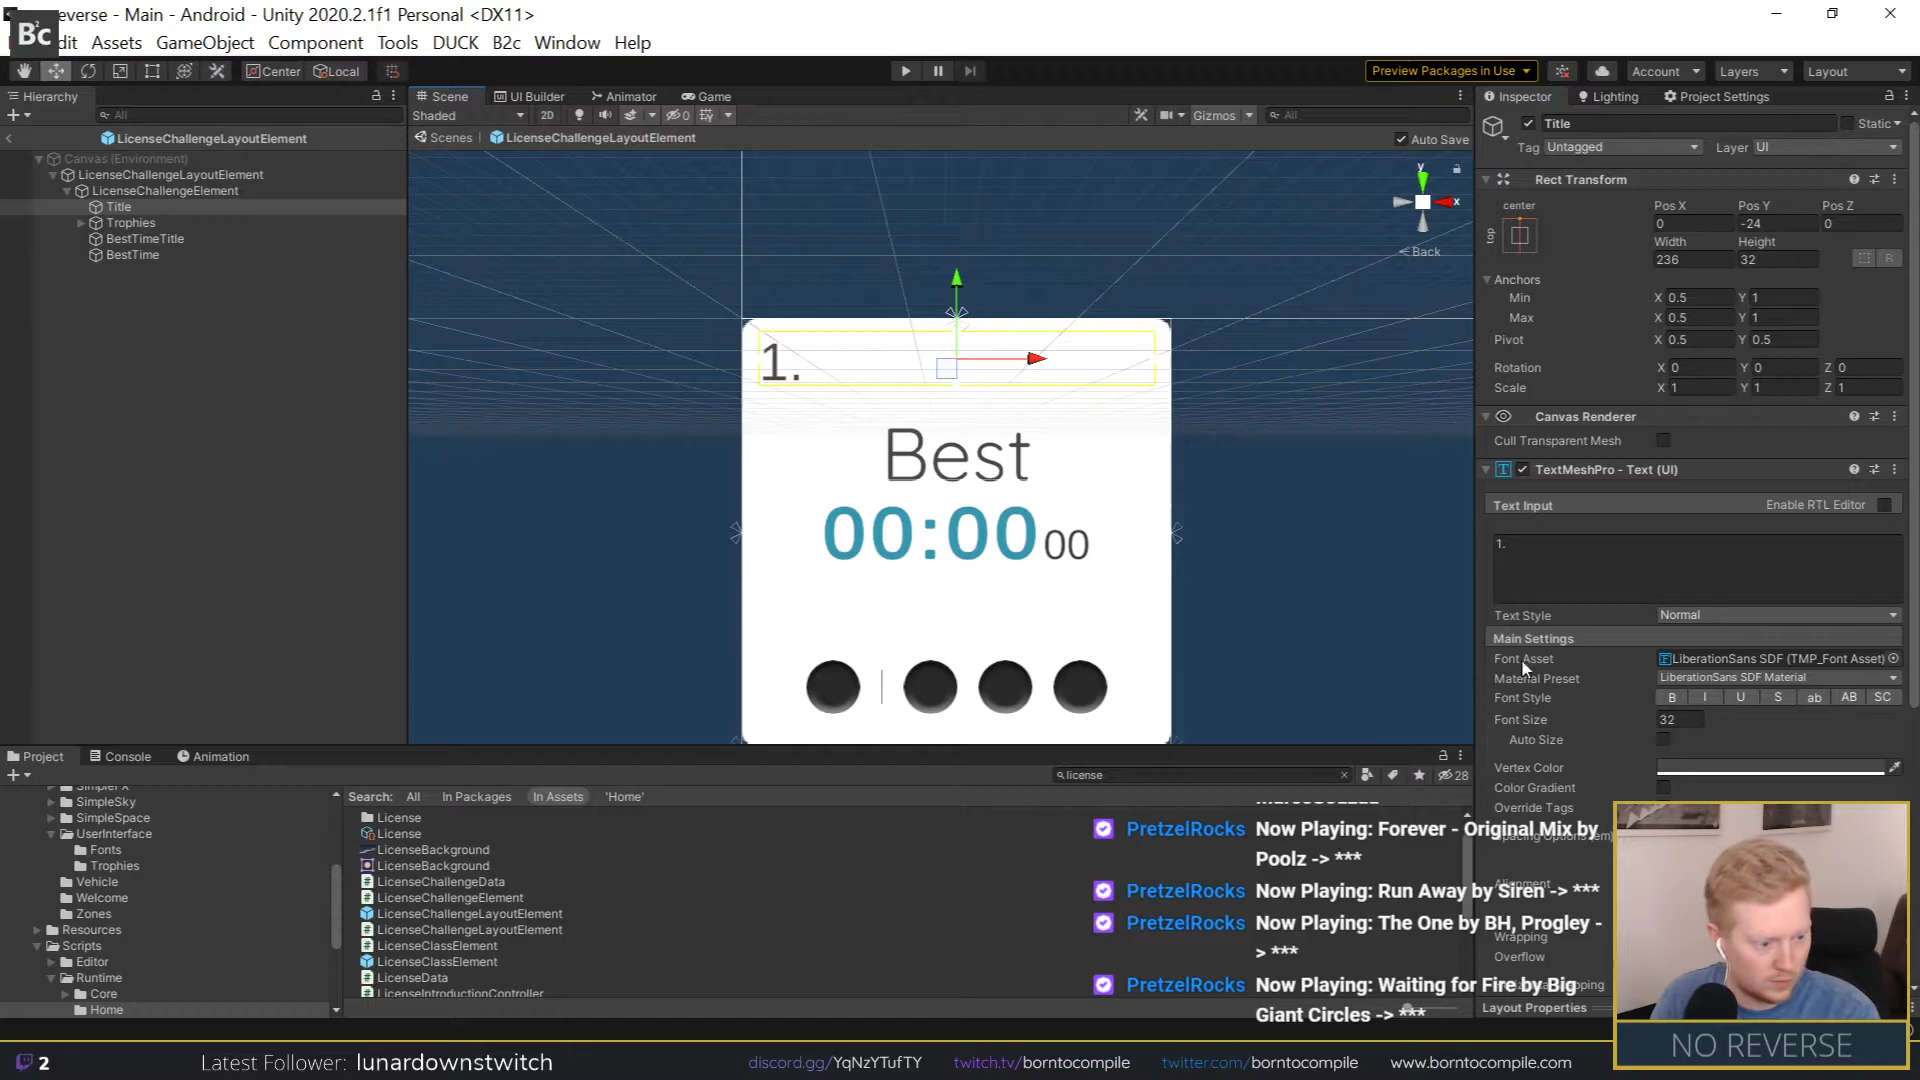 everse - Main - Android - Unity 2020.2.1f1 Personal <DX11>
B²c
dit Assets GameObject Component Tools DUCK B2c Window Help
Center Local
Preview Packages in Use Account Layers Layout
Hierarchy
All
LicenseChallengeLayoutElement
Canvas (Environment)
LicenseChallengeLayoutElement
LicenseChallengeElement
Title
Trophies
BestTimeTitle
BestTime
Scene UI Builder Animator Game
Shaded 2D 0 Gizmos All
Scenes LicenseChallengeLayoutElement Auto Save
y
x
Back
1.
Best
00:00 00
Inspector Lighting Project Settings
Title Static
Tag Untagged Layer UI
Rect Transform
center Pos X Pos Y Pos Z
top 0 -24 0
Width Height
236 32 R
Anchors
Min X 0.5 Y 1
Max X 0.5 Y 1
Pivot X 0.5 Y 0.5
Rotation X 0 Y 0 Z 0
Scale X 1 Y 1 Z 1
Canvas Renderer
Cull Transparent Mesh
TextMeshPro - Text (UI)
Text Input Enable RTL Editor
1.
Text Style Normal
Main Settings
Font Asset LiberationSans SDF (TMP_Font Asset)
Material Preset LiberationSans SDF Material
Font Style B I U S ab AB SC
Font Size 32
Auto Size
Vertex Color
Color Gradient
Override Tags
Spacing Options (em)
Alignment
Wrapping
Overflow
Layout Properties
Project Console Animation
license 28
SimpleSky
SimpleSpace
UserInterface
Fonts
Trophies
Vehicle
Welcome
Zones
Resources
Scripts
Editor
Runtime
Core
Home
Search: All In Packages In Assets 'Home'
License
License
LicenseBackground
LicenseBackground
LicenseChallengeData
LicenseChallengeElement
LicenseChallengeLayoutElement
LicenseChallengeLayoutElement
LicenseClassElement
LicenseClassElement
LicenseData
LicenseIntroductionController
PretzelRocks Now Playing: Forever - Original Mix by
Poolz -> ***
PretzelRocks Now Playing: Run Away by Siren -> ***
PretzelRocks Now Playing: The One by BH, Progley -
> ***
PretzelRocks Now Playing: Waiting for Fire by Big
Giant Circles -> ***
NO REVERSE
2 Latest Follower: lunardownstwitch discord.gg/YqNzYTufTY twitch.tv/borntocompile twitter.com/borntocompile www.borntocompile.com